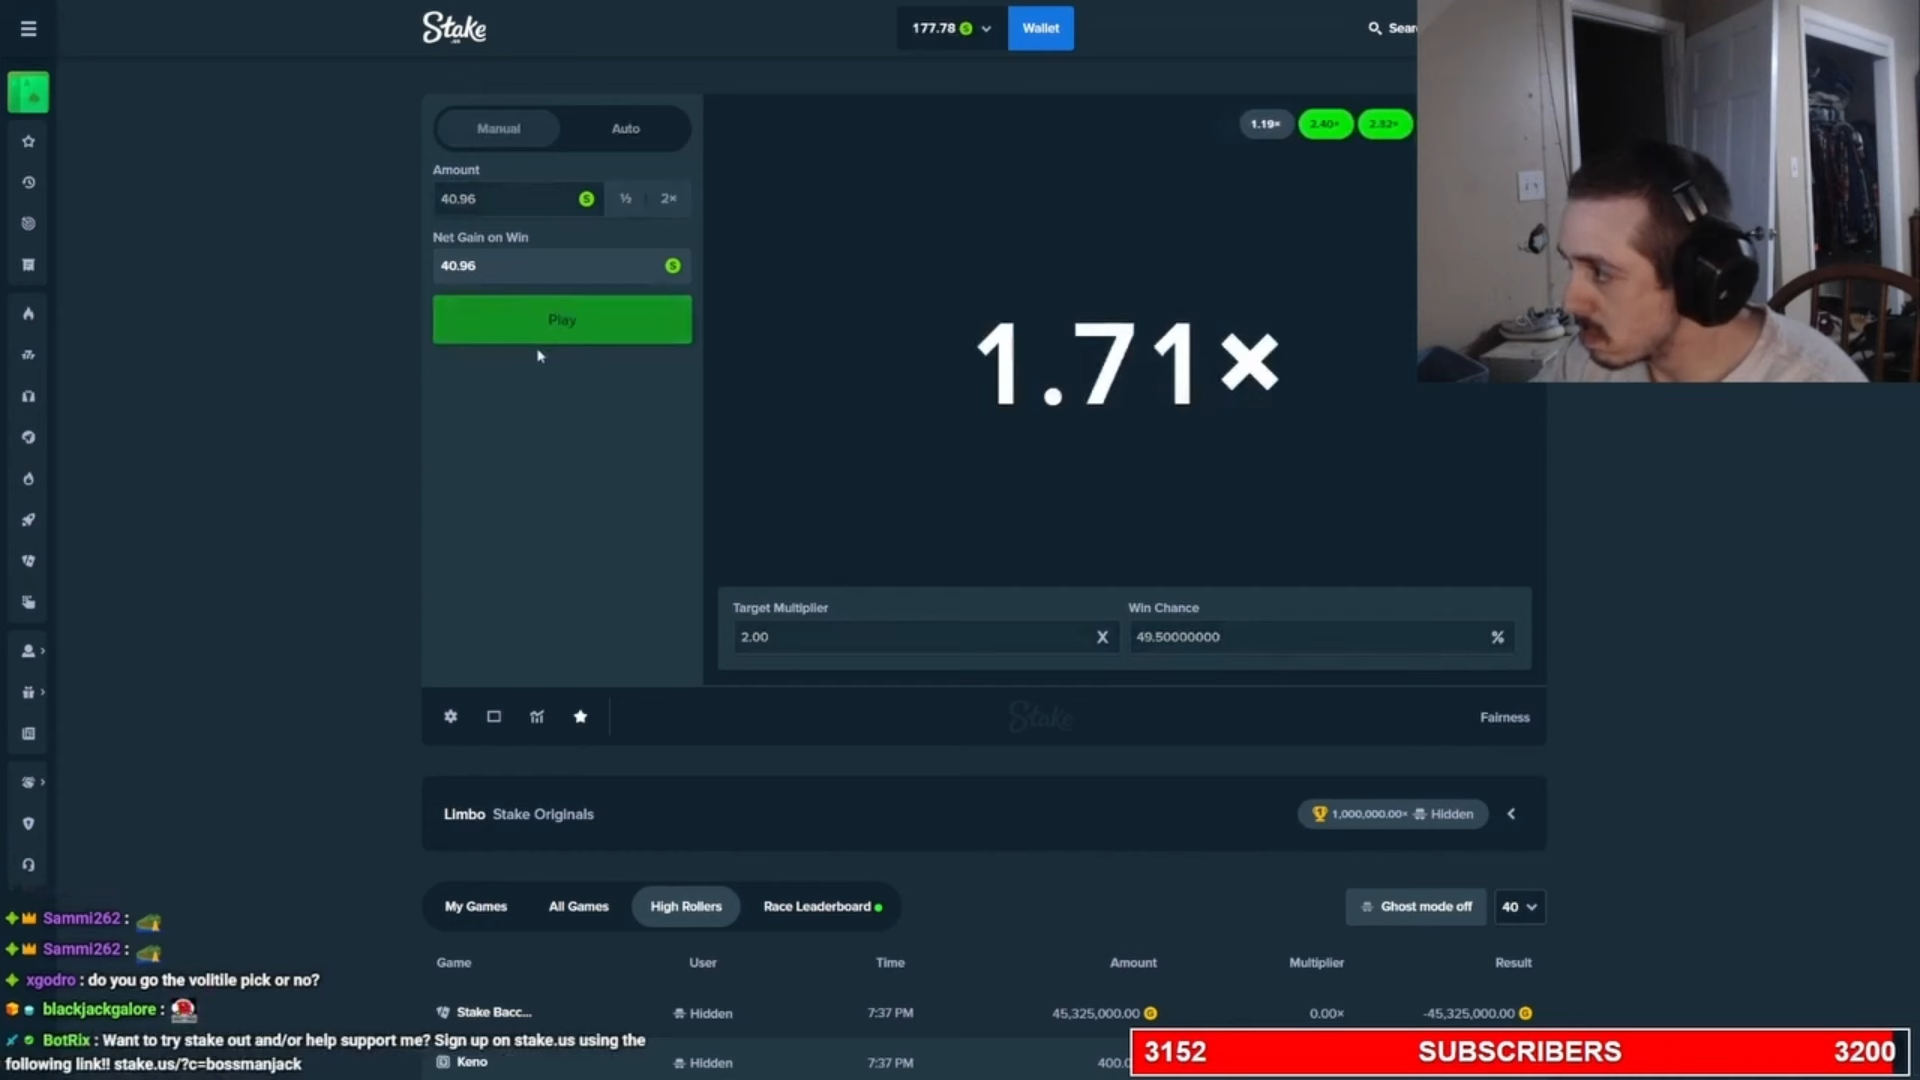 Stake
.us
177.78
Wallet
Manual
Auto
Amount
40.96
½
2×
Net Gain on Win
40.96
Play
1.19×
2.40×
2.32×
1.71×
Target Multiplier
2.00
X
Win Chance
49.50000000
%
Stake
Fairness
Limbo Stake Originals
1,000,000.00× Hidden
My Games
All Games
High Rollers
Race Leaderboard
Ghost mode off
40
Game
User
Time
Amount
Multiplier
Result
Stake Bacc...
Hidden
7:37 PM
45,325,000.00
0.00×
-45,325,000.00
Keno
Hidden
7:37 PM
Sammi262 :
Sammi262 :
xgodro : do you go the volitile pick or no?
blackjackgalore :
BotRix : Want to try stake out and/or help support me? Sign up on stake.us using the
following link!! stake.us/?c=bossmanjack
3152
SUBSCRIBERS
3200